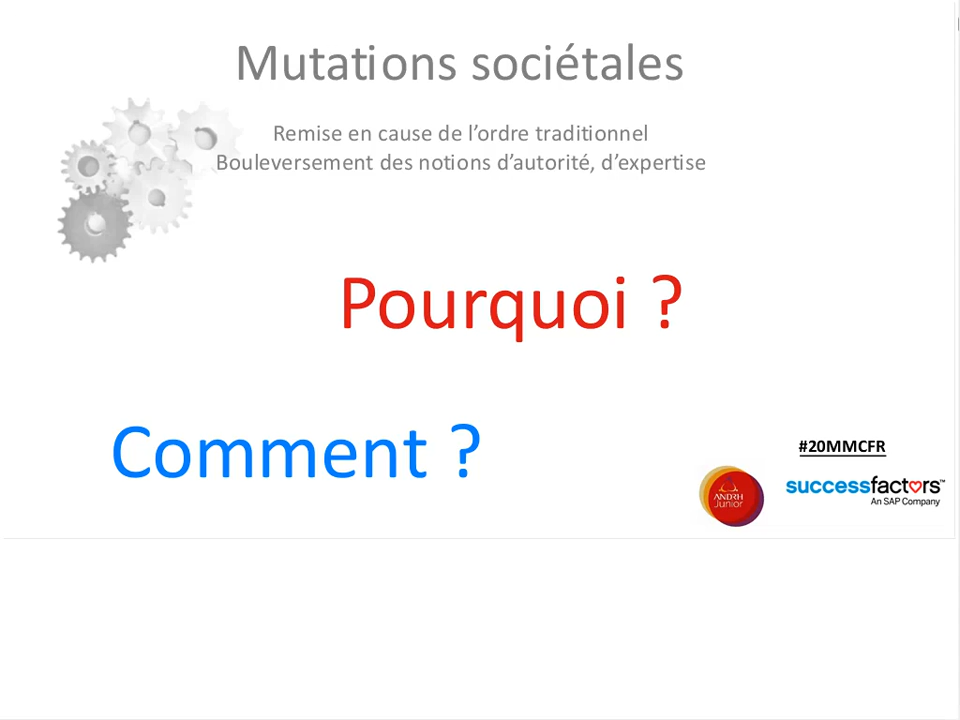 Mutations sociétales
Remise en cause de l’ordre traditionnel
Bouleversement des notions d’autorité, d’expertise
Pourquoi ?
Comment ?
#20MMCFR
ANDRH
Junior
successfactors™
An SAP Company